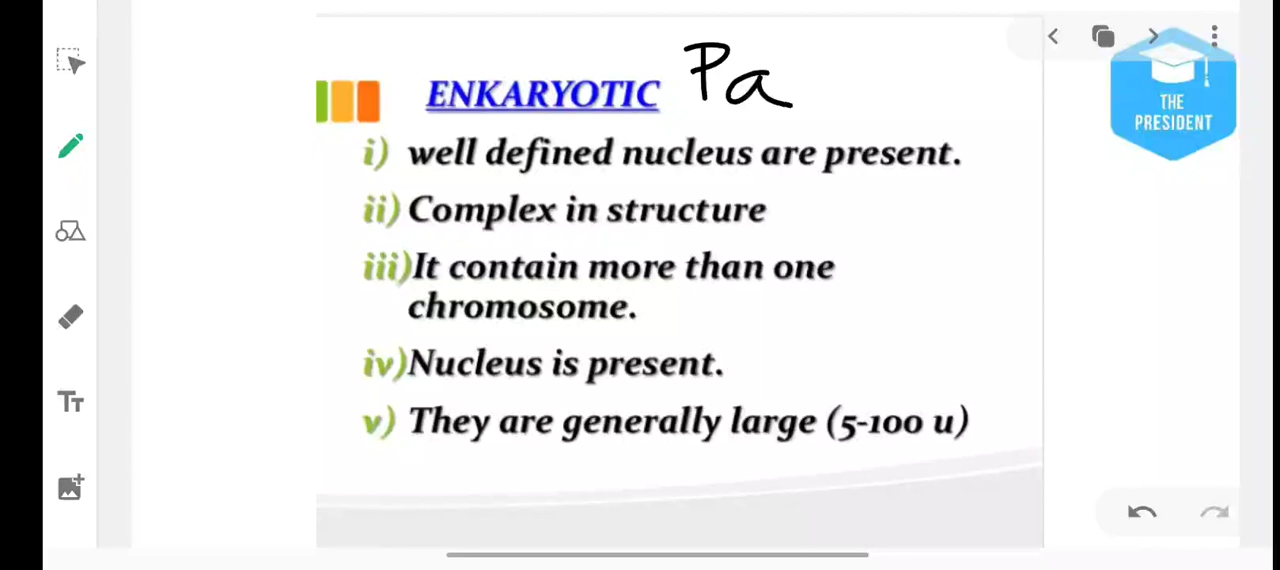 ENKARYOTIC Pa
THE
PRESIDENT
i) well defined nucleus are present.
ii) Complex in structure
iii)It contain more than one
chromosome.
iv)Nucleus is present.
v) They are generally large (5-100 u)
TT